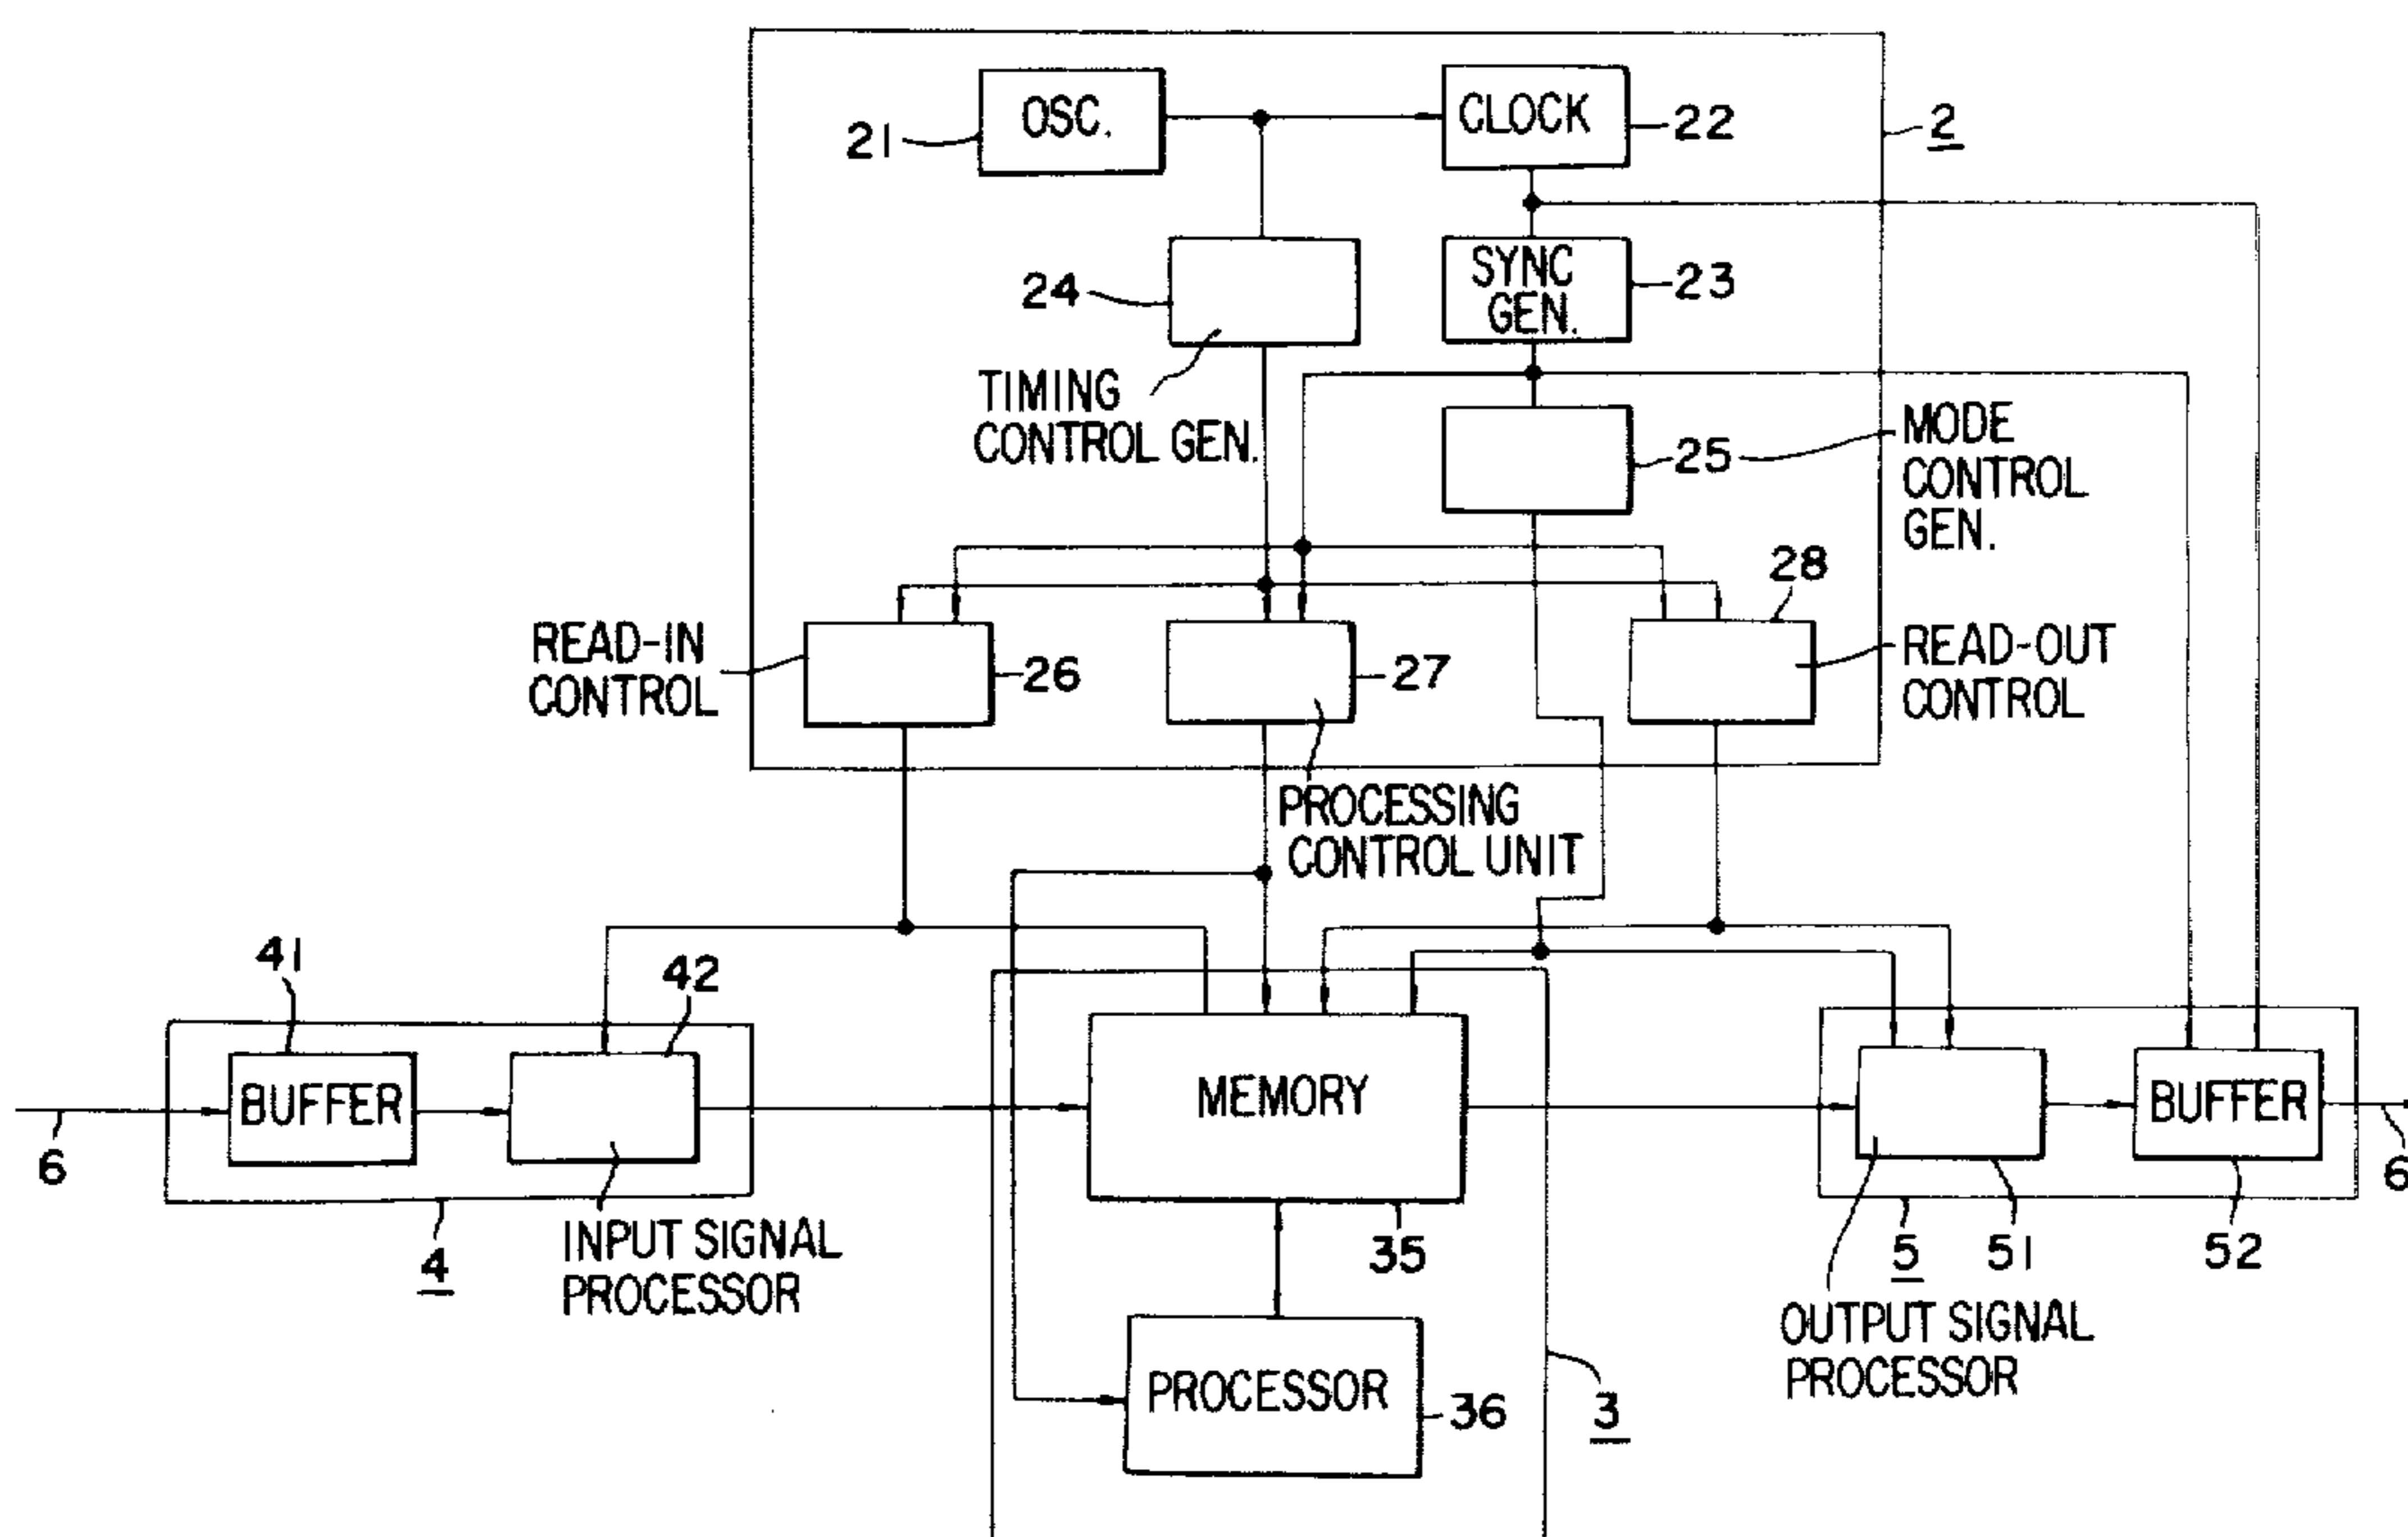 OSC.
CLOCK
21
22
2
SYNC
GEN.
24
23
TIMING
CONTROL GEN.
MODE
CONTROL
GEN.
25
28
READ-IN
CONTROL
26
27
READ-OUT
CONTROL
PROCESSING
CONTROL UNIT
41
42
BUFFER
MEMORY
BUFFER
6
6
INPUT SIGNAL
PROCESSOR
4
35
5
51
52
OUTPUT SIGNAL
PROCESSOR
PROCESSOR
36
3